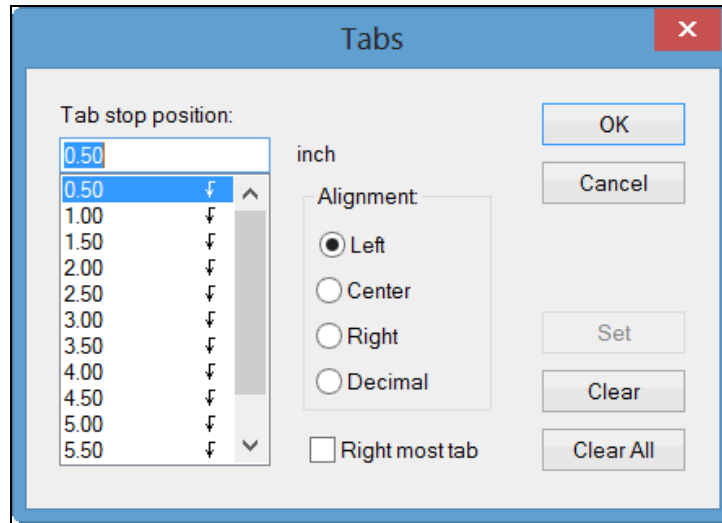 Tabs
Tab stop position:
0.50
inch
0.50
1.00
1.50
2.00
2.50
3.00
3.50
4.00
4.50
5.00
5.50
Alignment:
Left
Center
Right
Decimal
Right most tab
OK
Cancel
Set
Clear
Clear All